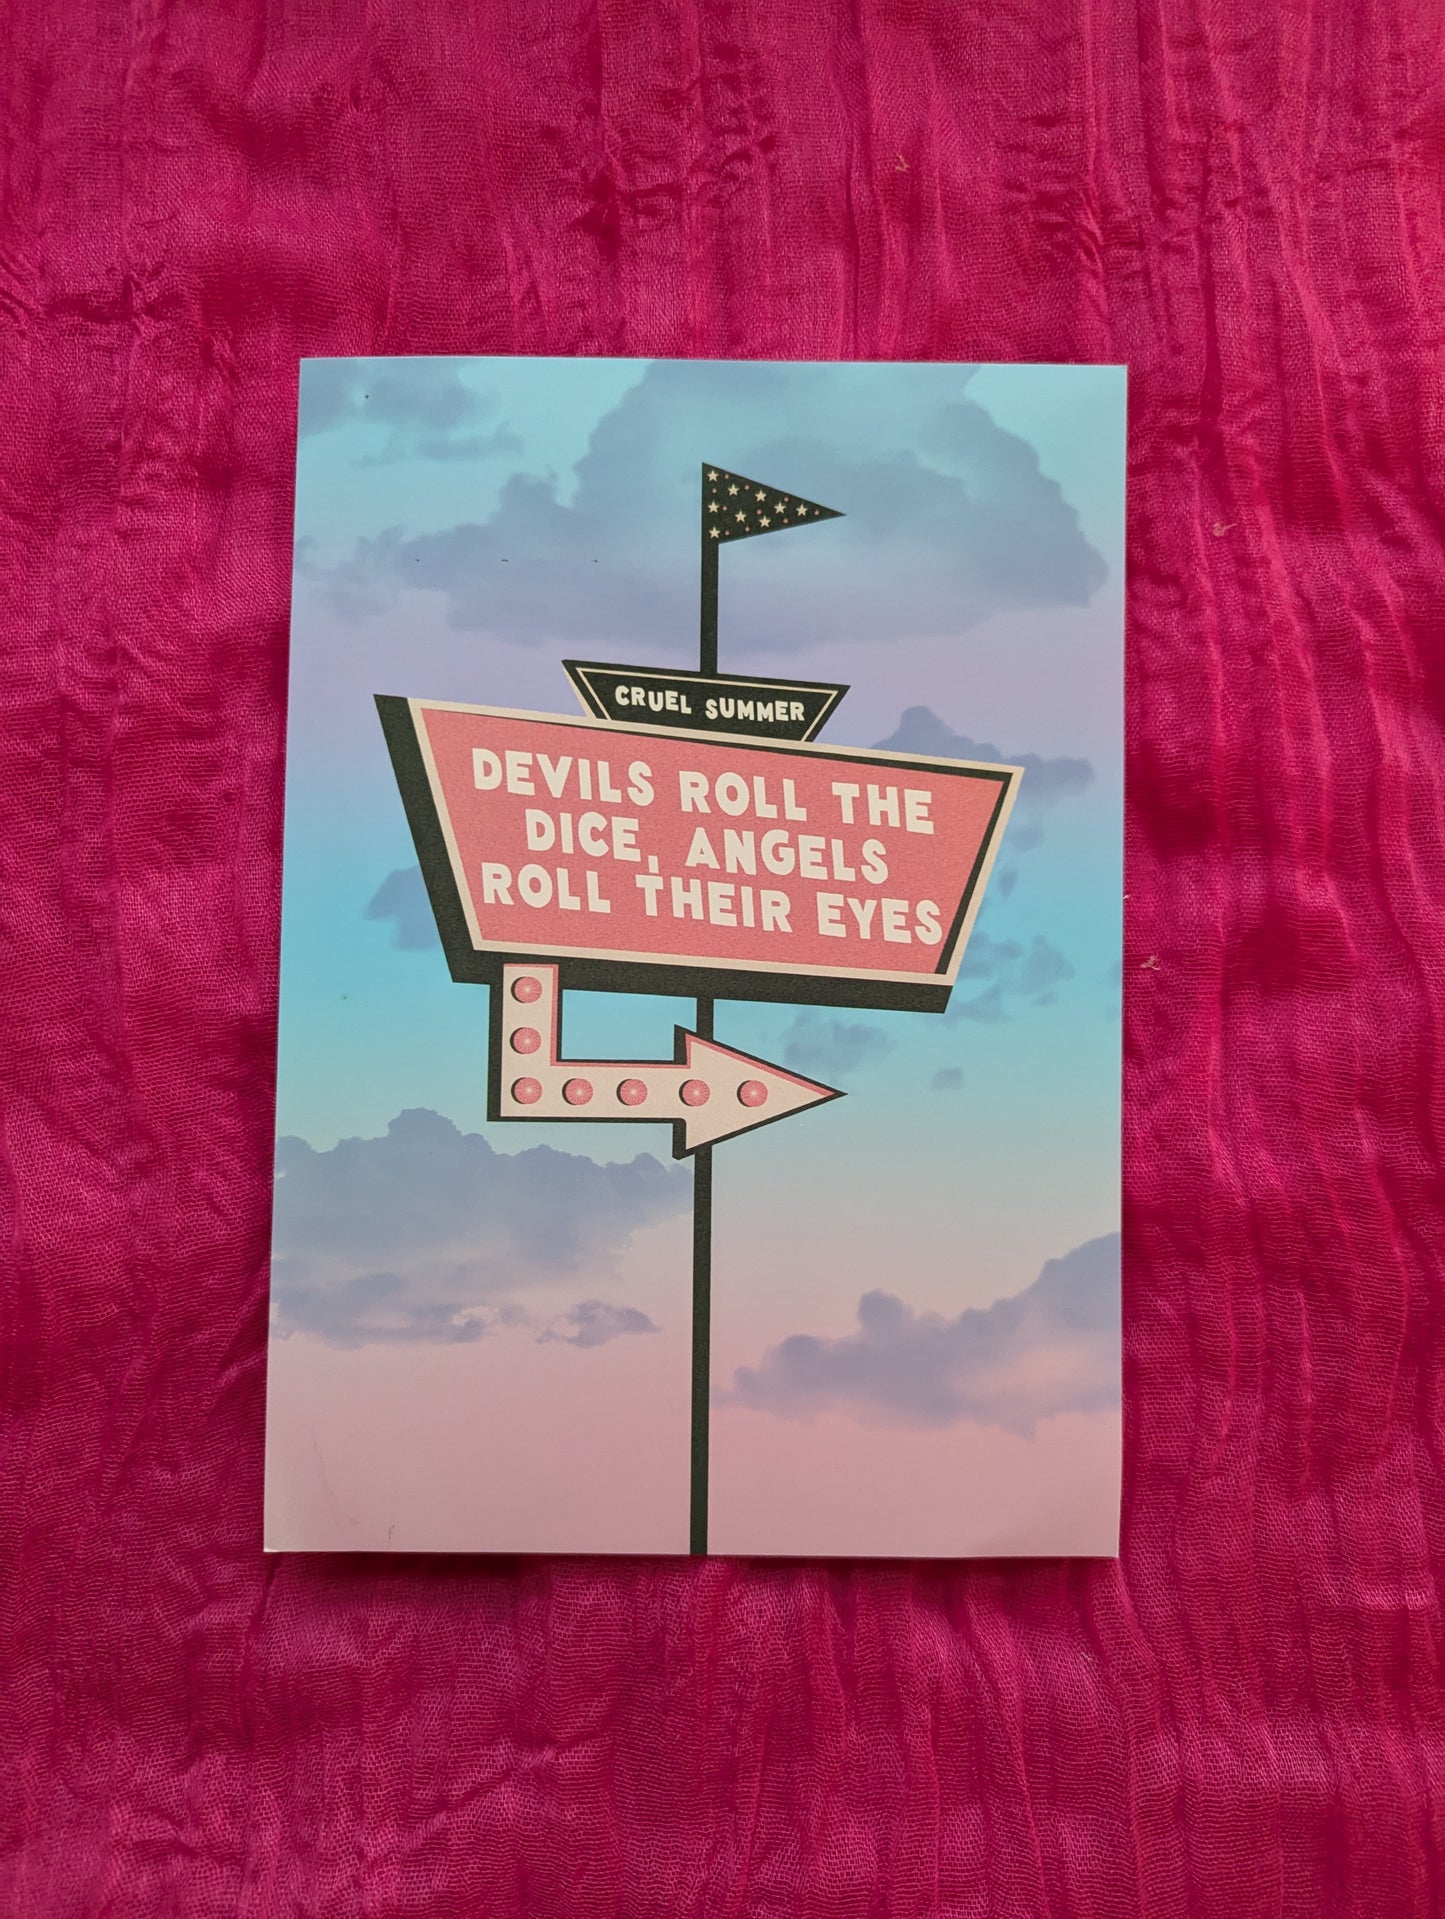 CRUEL SUMMER
DEVILS ROLL THE
DICE, ANGELS
ROLL THEIR EYES